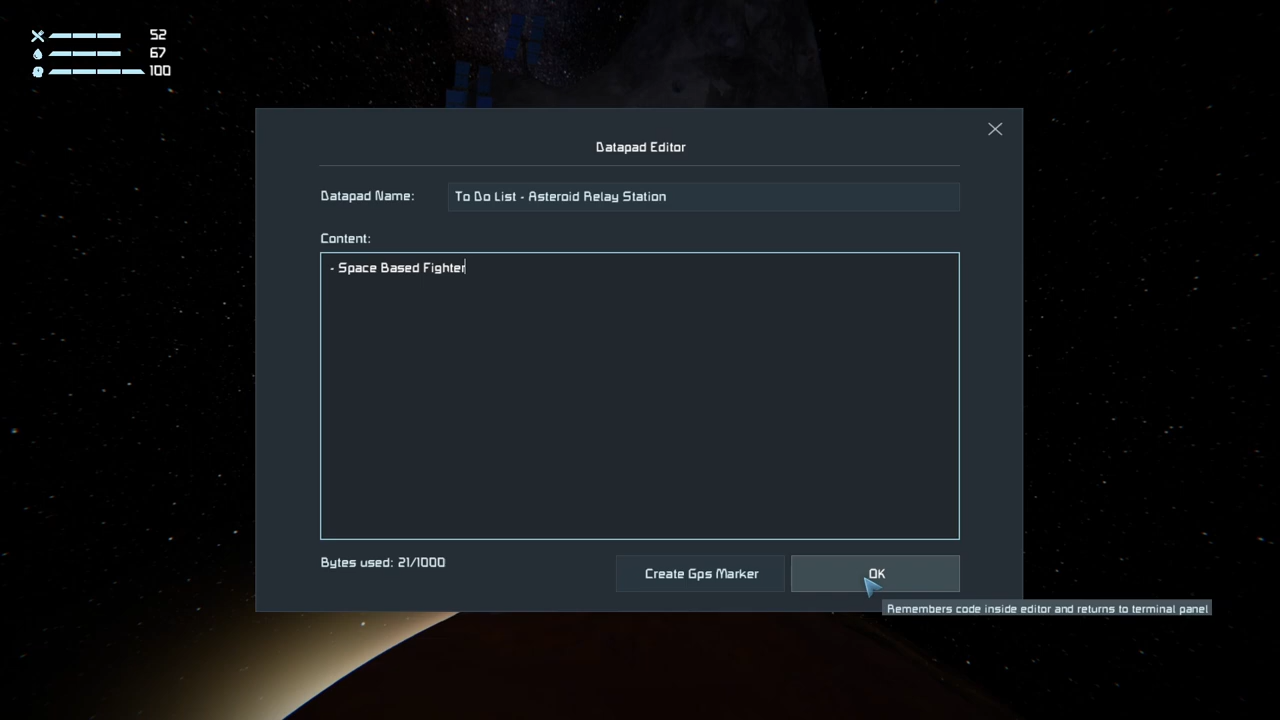 52
67
100
Datapad Editor
Datapad Name: To Do List - Asteroid Relay Station
Content:
- Space Based Fighter
Bytes used: 21/1000
Create Gps Marker
OK
Remembers code inside editor and returns to terminal panel